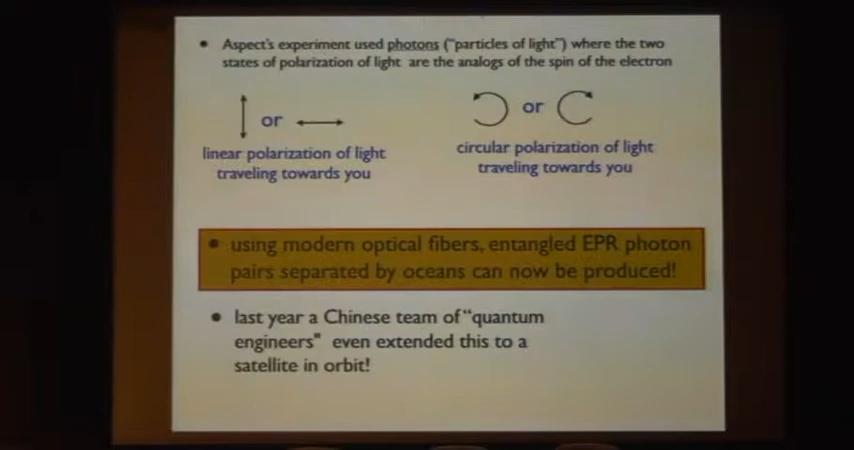 • Aspect's experiment used photons ("particles of light") where the two
states of polarization of light are the analogs of the spin of the electron
or
or
linear polarization of light
traveling towards you
circular polarization of light
traveling towards you
• using modern optical fibers, entangled EPR photon
pairs separated by oceans can now be produced!
• last year a Chinese team of "quantum
engineers" even extended this to a
satellite in orbit!